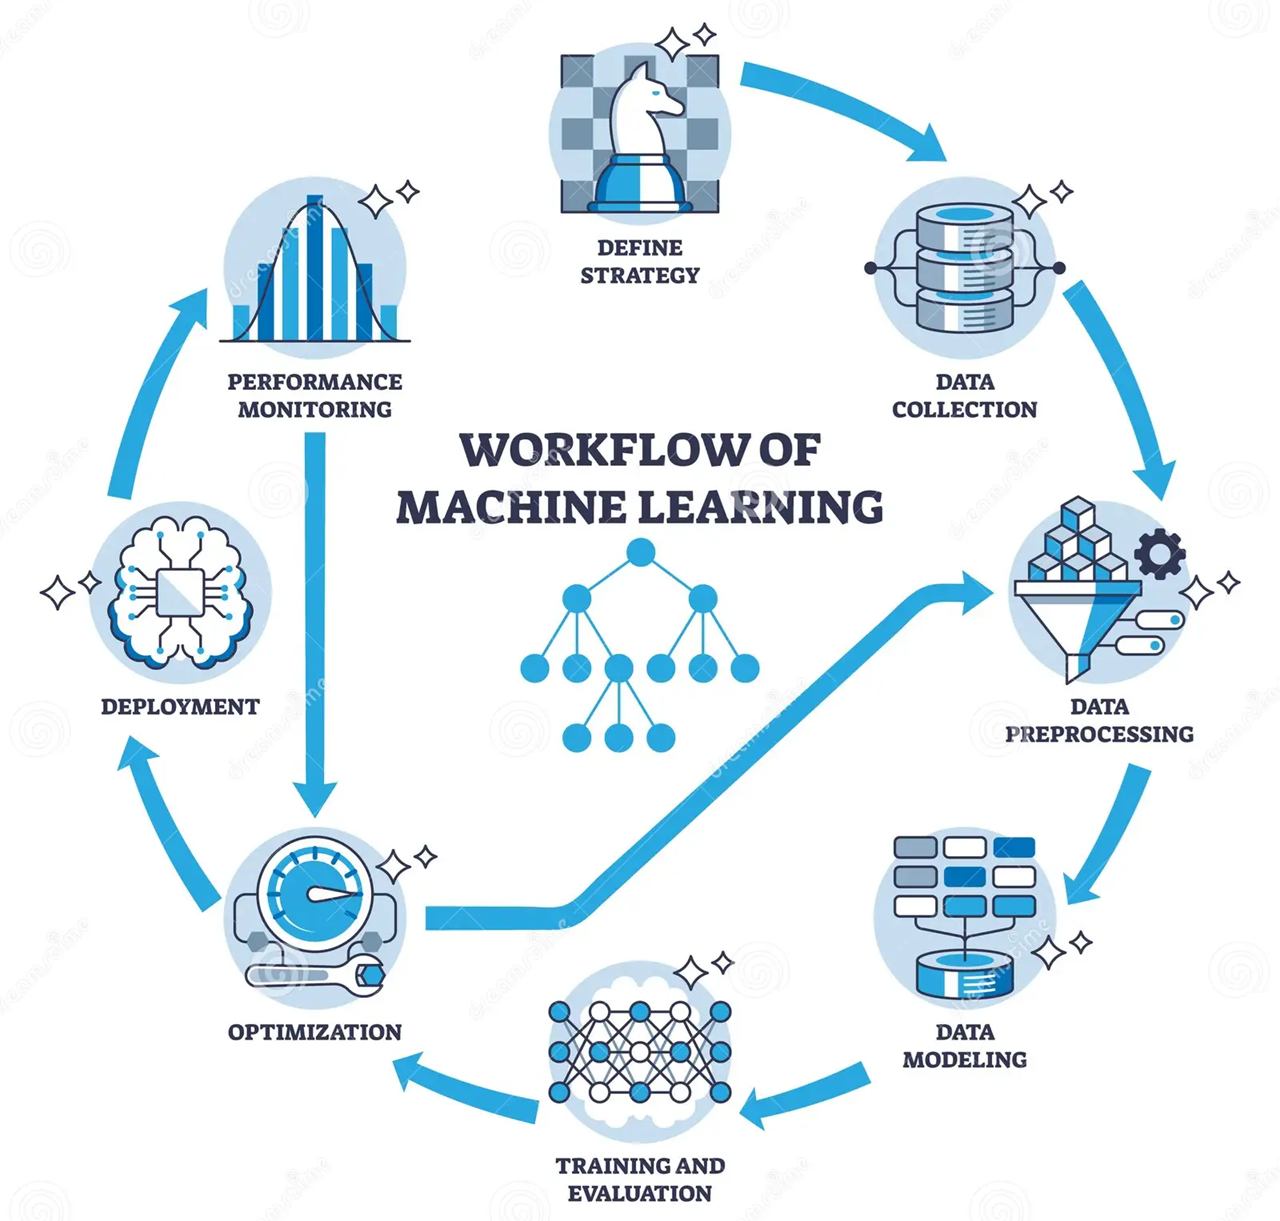 DEFINE
STRATEGY
PERFORMANCE
MONITORING
DATA
COLLECTION
WORKFLOW OF
MACHINE LEARNING
DEPLOYMENT
DATA
PREPROCESSING
OPTIMIZATION
DATA
MODELING
TRAINING AND
EVALUATION
dreamstime